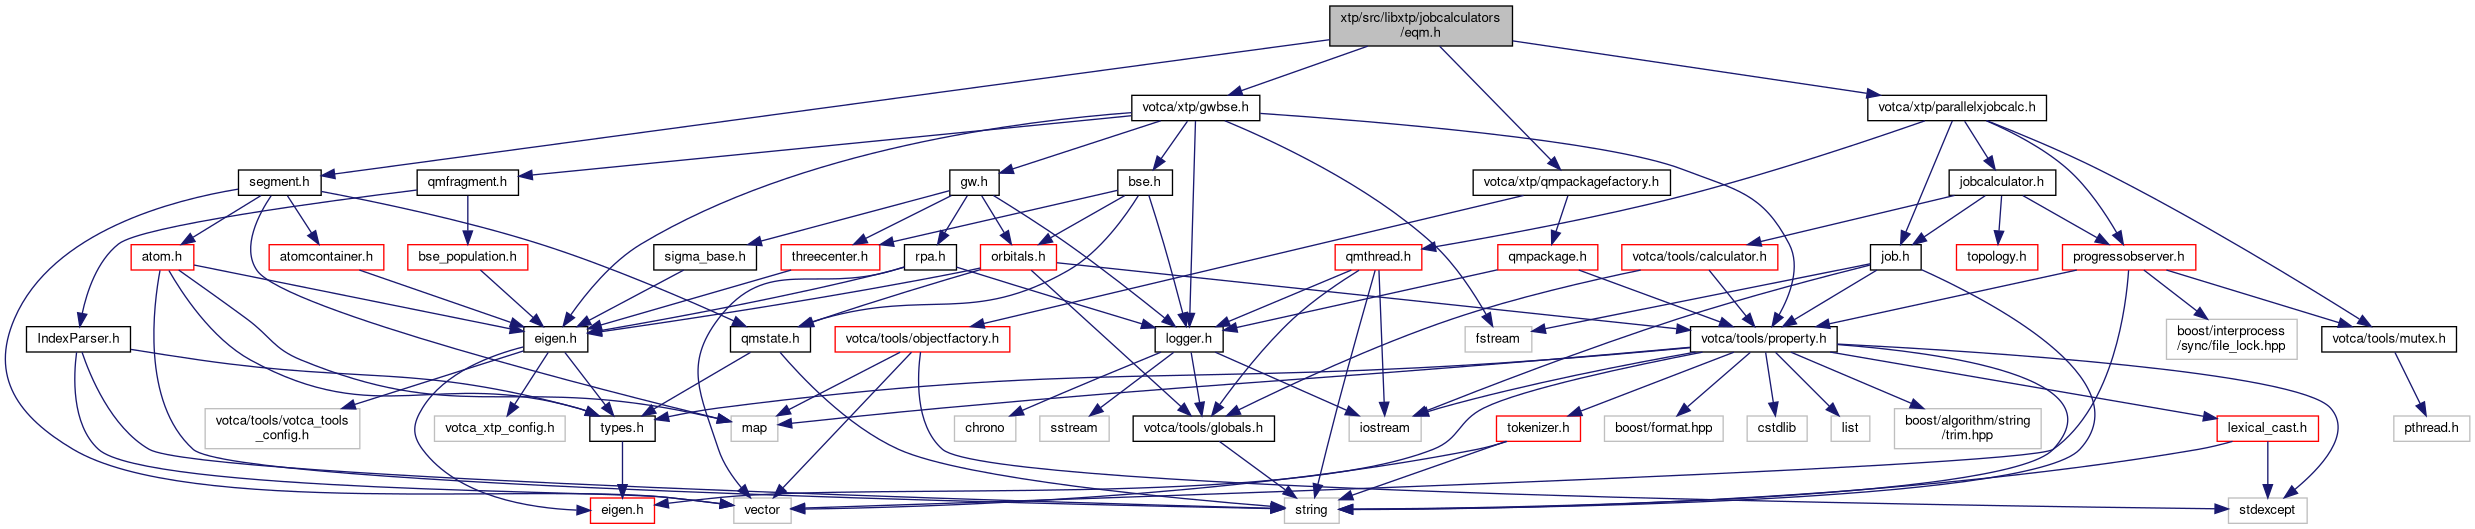 xtp/src/libxtp/jobcalculators
/eqm.h
votca/xtp/gwbse.h
votca/xtp/parallelxjobcalc.h
segment.h
qmfragment.h
gw.h
bse.h
votca/xtp/qmpackagefactory.h
jobcalculator.h
atom.h
atomcontainer.h
bse_population.h
sigma_base.h
threecenter.h
rpa.h
orbitals.h
qmthread.h
qmpackage.h
votca/tools/calculator.h
job.h
topology.h
progressobserver.h
IndexParser.h
eigen.h
qmstate.h
votca/tools/objectfactory.h
logger.h
fstream
votca/tools/property.h
boost/interprocess
/sync/file_lock.hpp
votca/tools/mutex.h
votca/tools/votca_tools
_config.h
votca_xtp_config.h
types.h
map
chrono
sstream
votca/tools/globals.h
iostream
tokenizer.h
boost/format.hpp
cstdlib
list
boost/algorithm/string
/trim.hpp
lexical_cast.h
pthread.h
eigen.h
vector
string
stdexcept